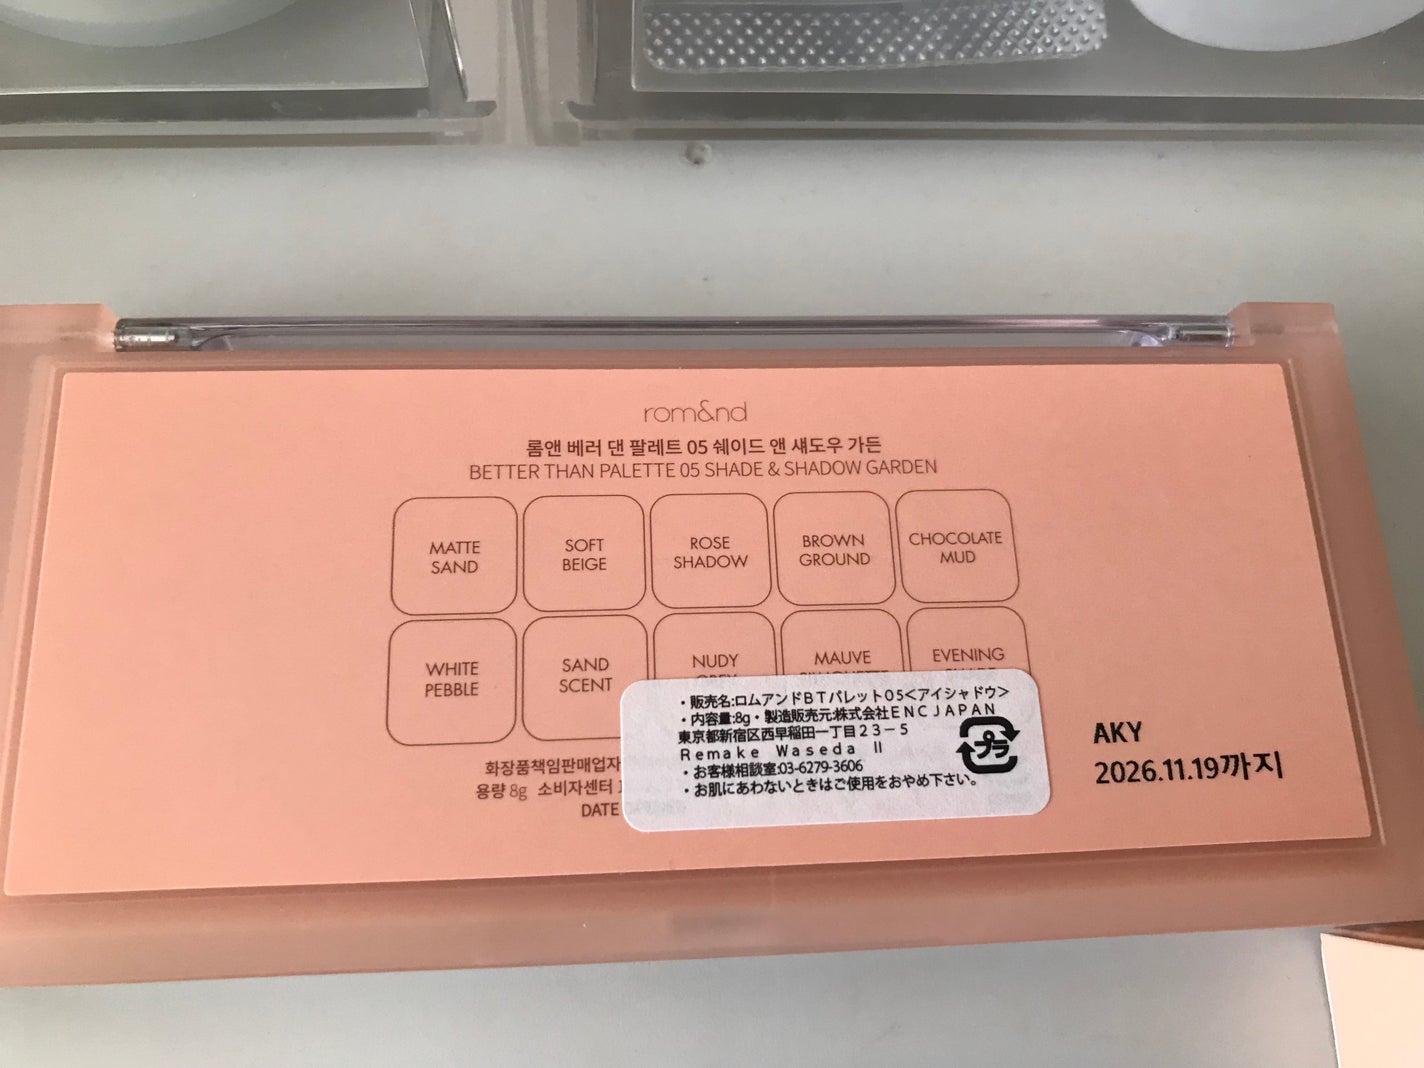 rom&nd
롬앤 베러 댄 팔레트 05 쉐이드 앤 섀도우 가든
BETTER THAN PALETTE 05 SHADE & SHADOW GARDEN
MATTE
SAND
SOFT
BEIGE
ROSE
SHADOW
BROWN
GROUND
CHOCOLATE
MUD
WHITE
PEBBLE
SAND
SCENT
NUDY
MAUVE
EVENING
・販売名:ロムアンドBTパレット05<アイシャドウ>
・内容量:8g・製造販売元:株式会社ENCJAPAN
東京都新宿区西早稲田一丁目23-5
Remake Waseda II
・お客様相談室:03-6279-3606
・お肌にあわないときはご使用をおやめ下さい。
プラ
화장품책임판매업자
용량 8g 소비자센터
DATE
AKY
2026.11.19까지